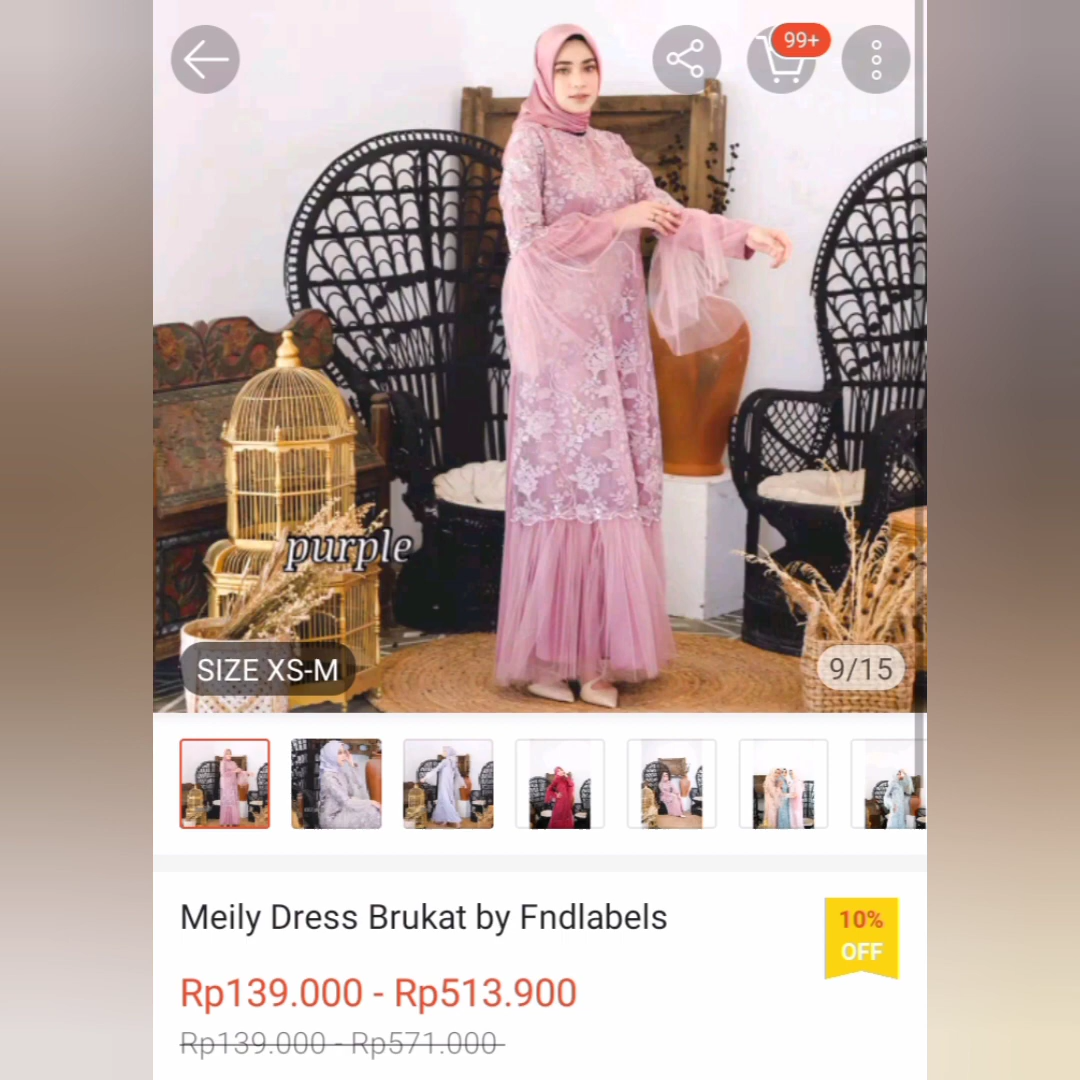 99+
purple
SIZE XS-M
9/15
Meily Dress Brukat by Fndlabels
10%
OFF
Rp139.000 - Rp513.900
Rp139.000 - Rp571.000